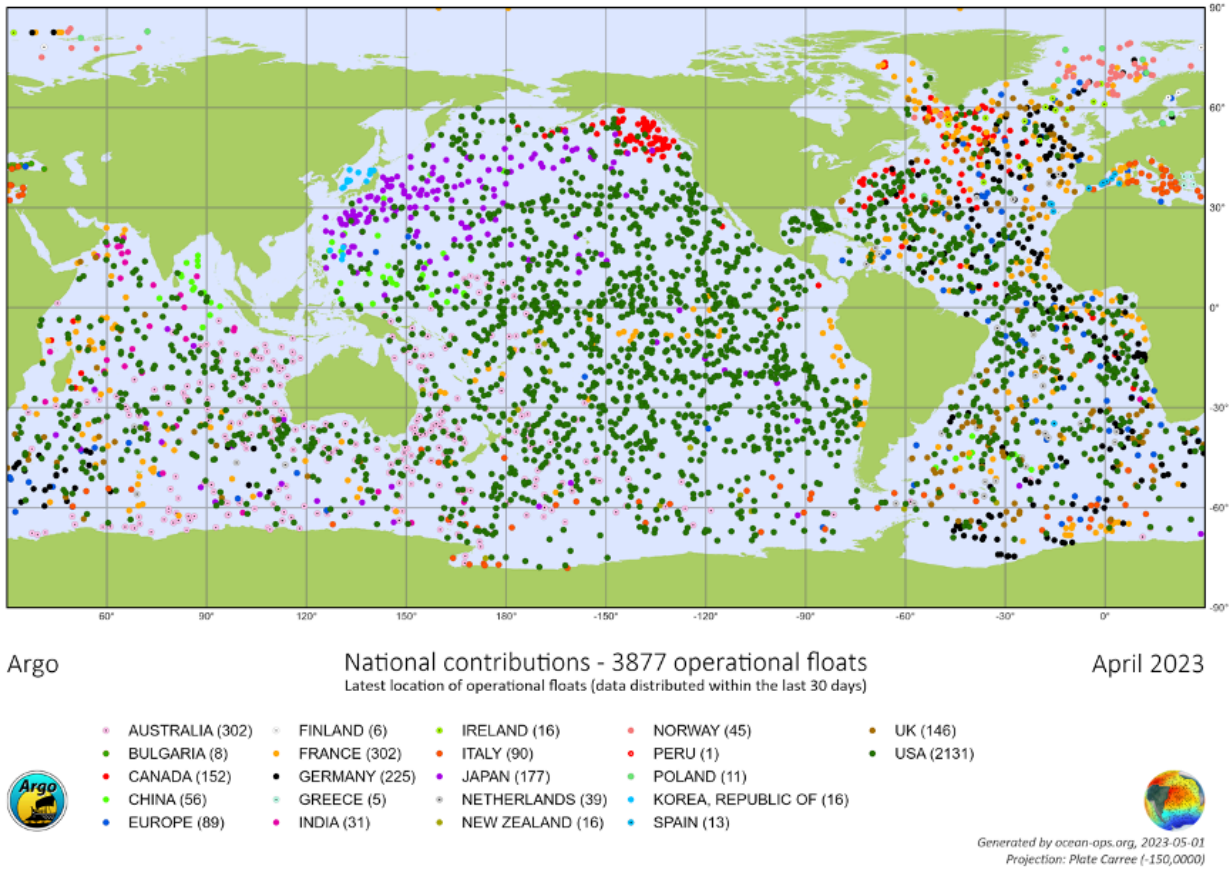 90°
60°
30°
0°
-30°
-60°
-90°
60° 90° 120° 150° 180° -150° -120° -90° -60° -30° 0°
Argo National contributions - 3877 operational floats April 2023
Latest location of operational floats (data distributed within the last 30 days)
AUSTRALIA (302) FINLAND (6) IRELAND (16) NORWAY (45) UK (146)
BULGARIA (8) FRANCE (302) ITALY (90) PERU (1) USA (2131)
CANADA (152) GERMANY (225) JAPAN (177) POLAND (11)
CHINA (56) GREECE (5) NETHERLANDS (39) KOREA, REPUBLIC OF (16)
EUROPE (89) INDIA (31) NEW ZEALAND (16) SPAIN (13)
Argo
Generated by ocean-ops.org, 2023-05-01
Projection: Plate Carree (-150,0000)